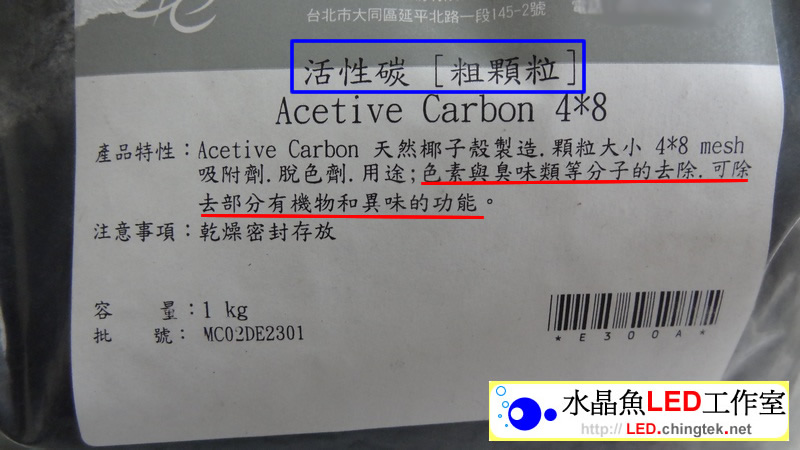 台北市大同區延平北路一段145-2號
活性碳 [粗顆粒]
Acetive Carbon 4*8
產品特性：Acetive Carbon 天然椰子殼製造.顆粒大小 4*8 mesh
吸附劑.脫色劑.用途;色素與臭味類等分子的去除.可除
去部分有機物和異味的功能。
注意事項：乾燥密封存放
容　　量：1 kg
批　　號： MC02DE2301
*E300A*
水晶魚LED工作室
http:// LED.chingtek.net